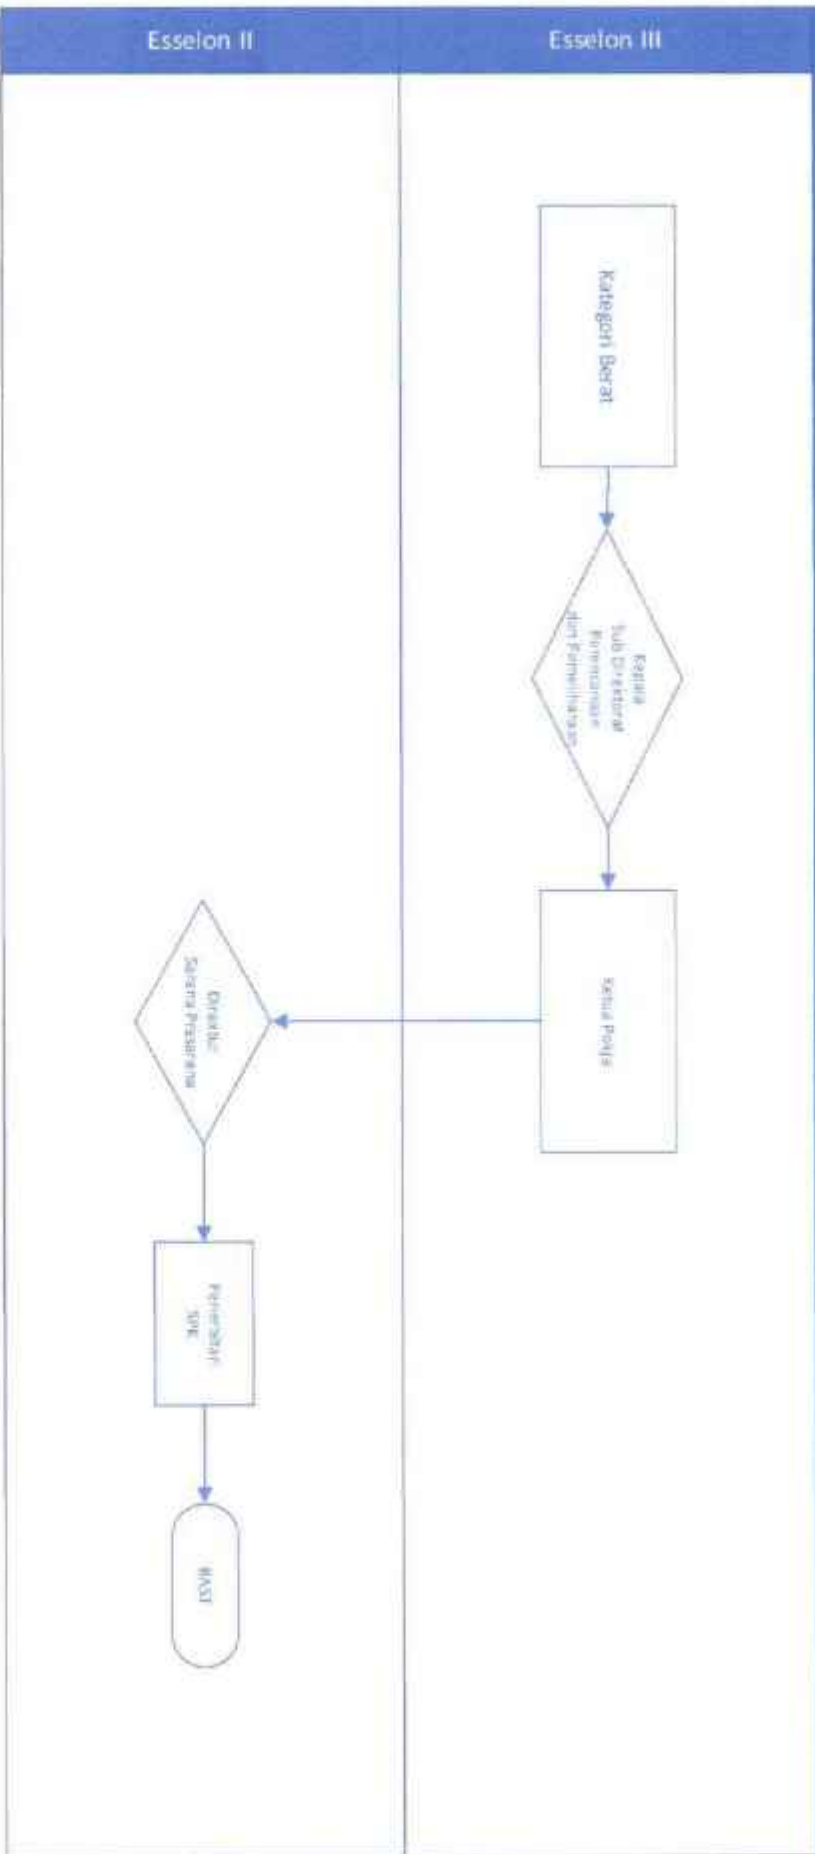 Esselon II
Esselon III
Kategori Berat
Kepala
Sub Direktorat
Perencanaan
dan Pemeliharaan
Ketua Pokja
Direktur
Sarana Prasarana
Penerbitan
SPK
BAST